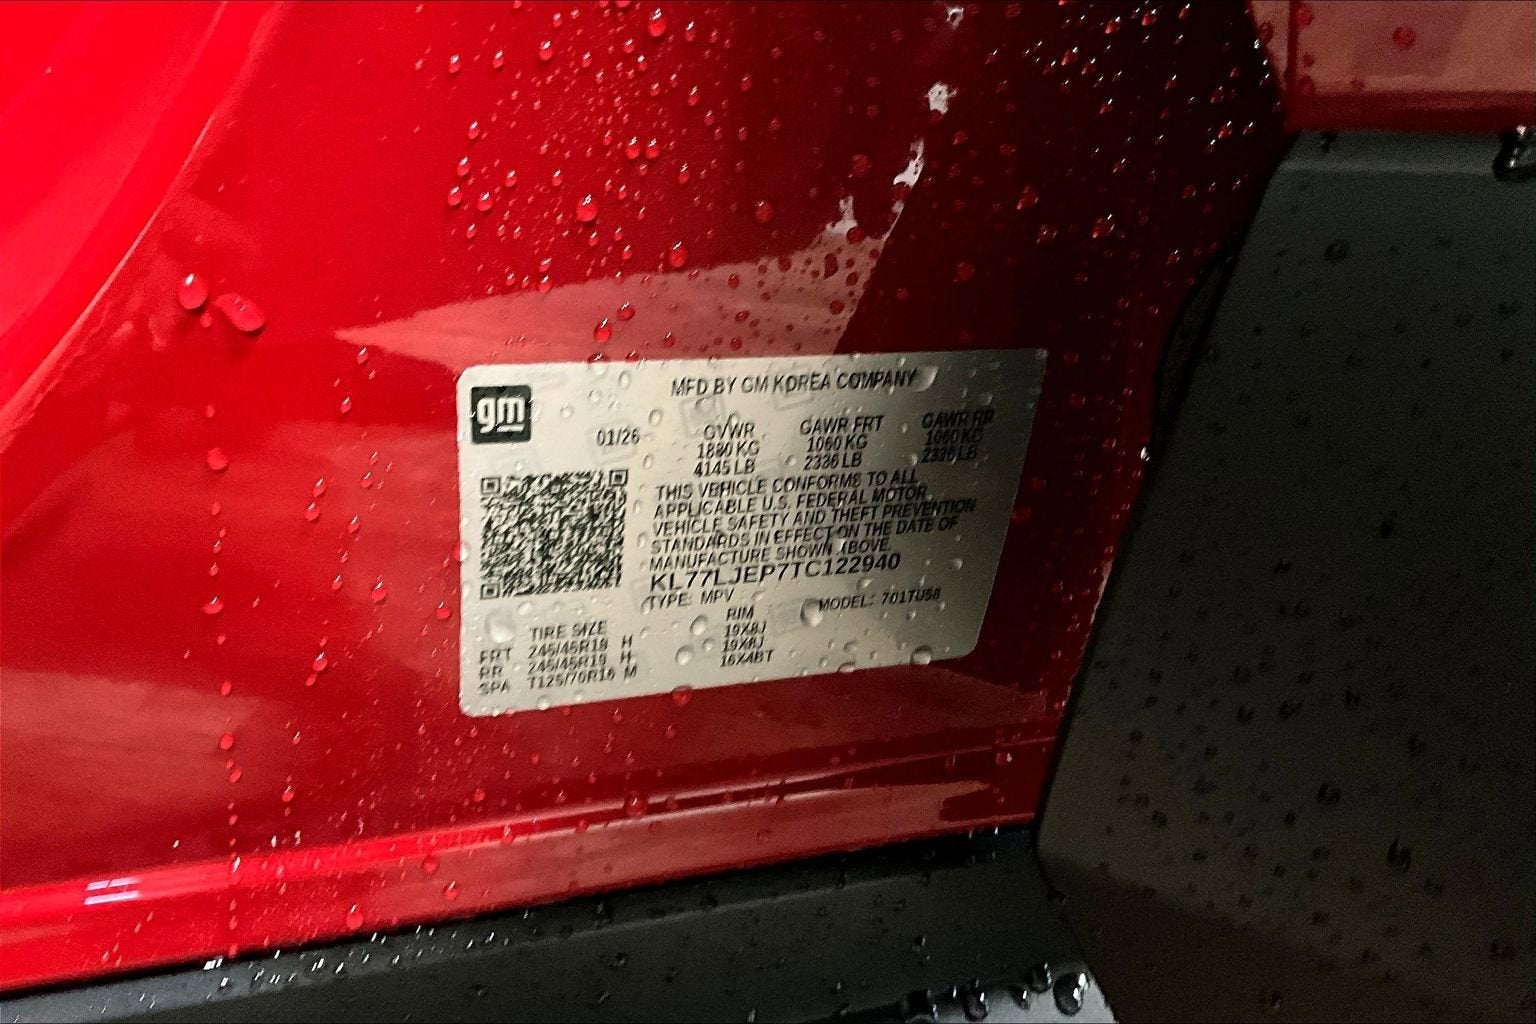 gm
MFD BY GM KOREA COMPANY
01/26
GVWR GAWR FRT GAWR RR
1880 KG 1060 KG 1060 KG
4145 LB 2336 LB 2336 LB
THIS VEHICLE CONFORMS TO ALL
APPLICABLE U.S. FEDERAL MOTOR
VEHICLE SAFETY AND THEFT PREVENTION
STANDARDS IN EFFECT ON THE DATE OF
MANUFACTURE SHOWN ABOVE.
KL77LJEP7TC122940
TYPE: MPV MODEL: 701TU58
TIRE SIZE RIM
FRT 245/45R19 H 19X8J
RR 245/45R19 H 19X8J
SPA T125/70R16 M 16X4BT